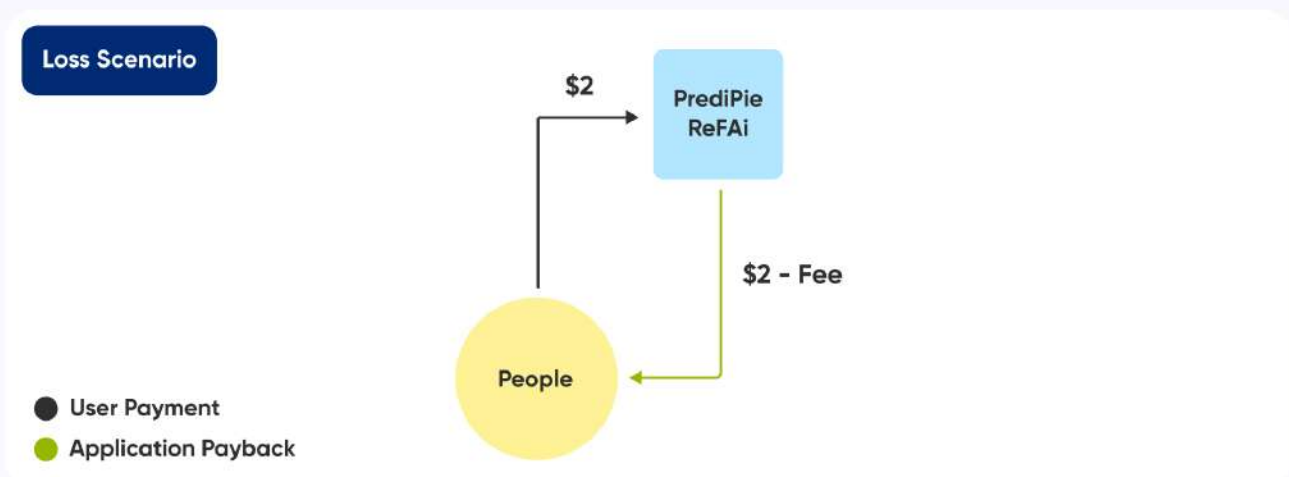 Loss Scenario
$2
PrediPie
ReFAi
$2 - Fee
People
User Payment
Application Payback